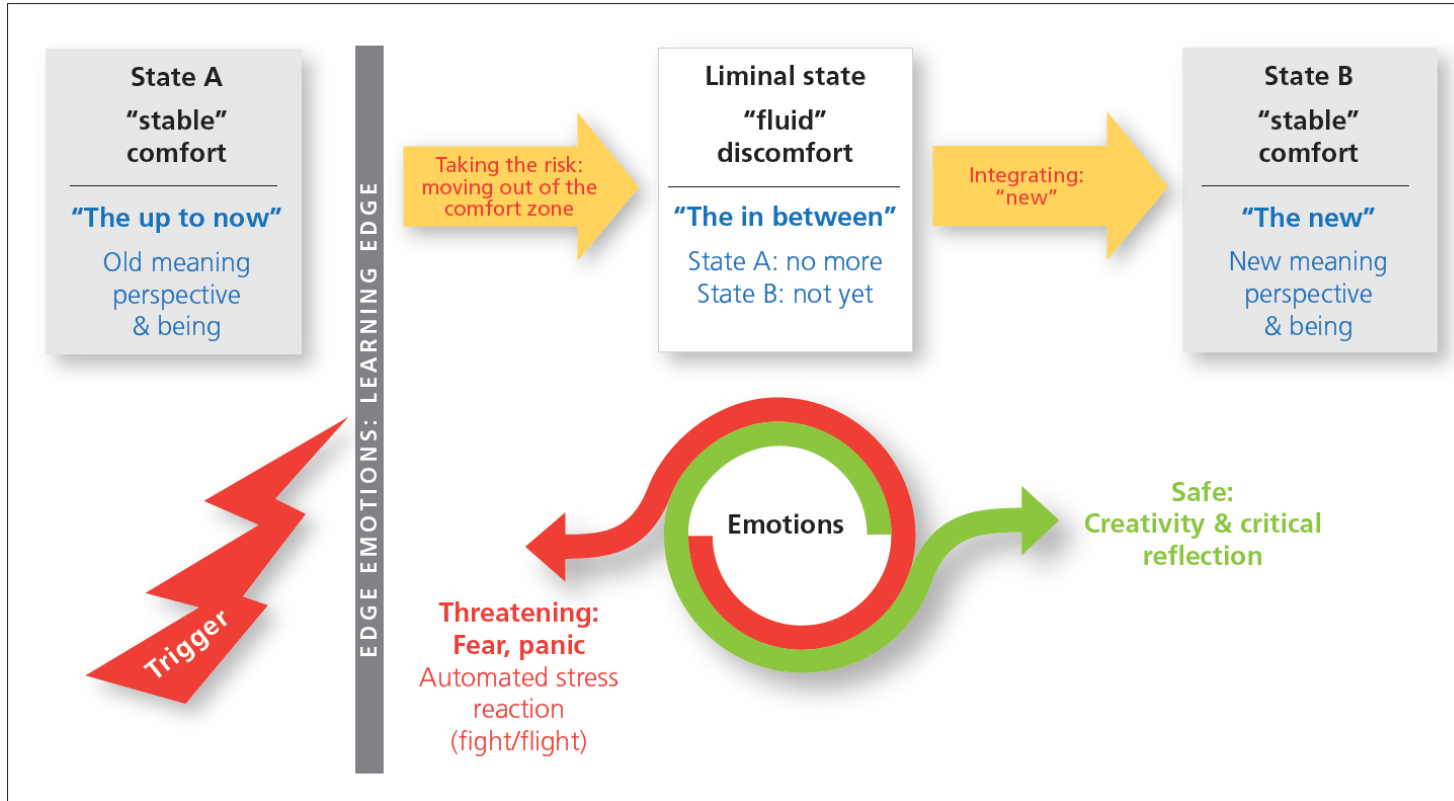 State A
“stable”
comfort
“The up to now”
Old meaning
perspective
& being
Trigger
EDGE EMOTIONS: LEARNING EDGE
Taking the risk:
moving out of the
comfort zone
Liminal state
“fluid”
discomfort
“The in between”
State A: no more
State B: not yet
Integrating:
“new”
State B
“stable”
comfort
“The new”
New meaning
perspective
& being
Emotions
Threatening:
Fear, panic
Automated stress
reaction
(fight/flight)
Safe:
Creativity & critical
reflection